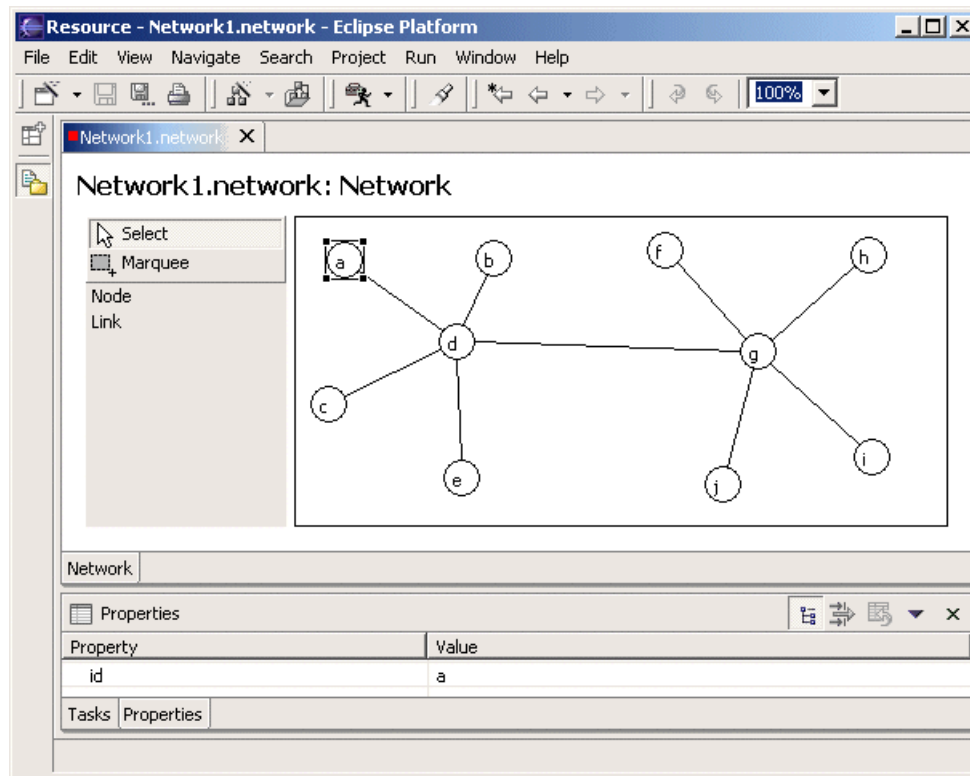 Resource - Network1.network - Eclipse Platform
File Edit View Navigate Search Project Run Window Help
100%
Network1.network
Network1.network: Network
Select
Marquee
Node
Link
a
b
f
h
d
g
c
e
j
i
Network
Properties
Property Value
id a
Tasks Properties